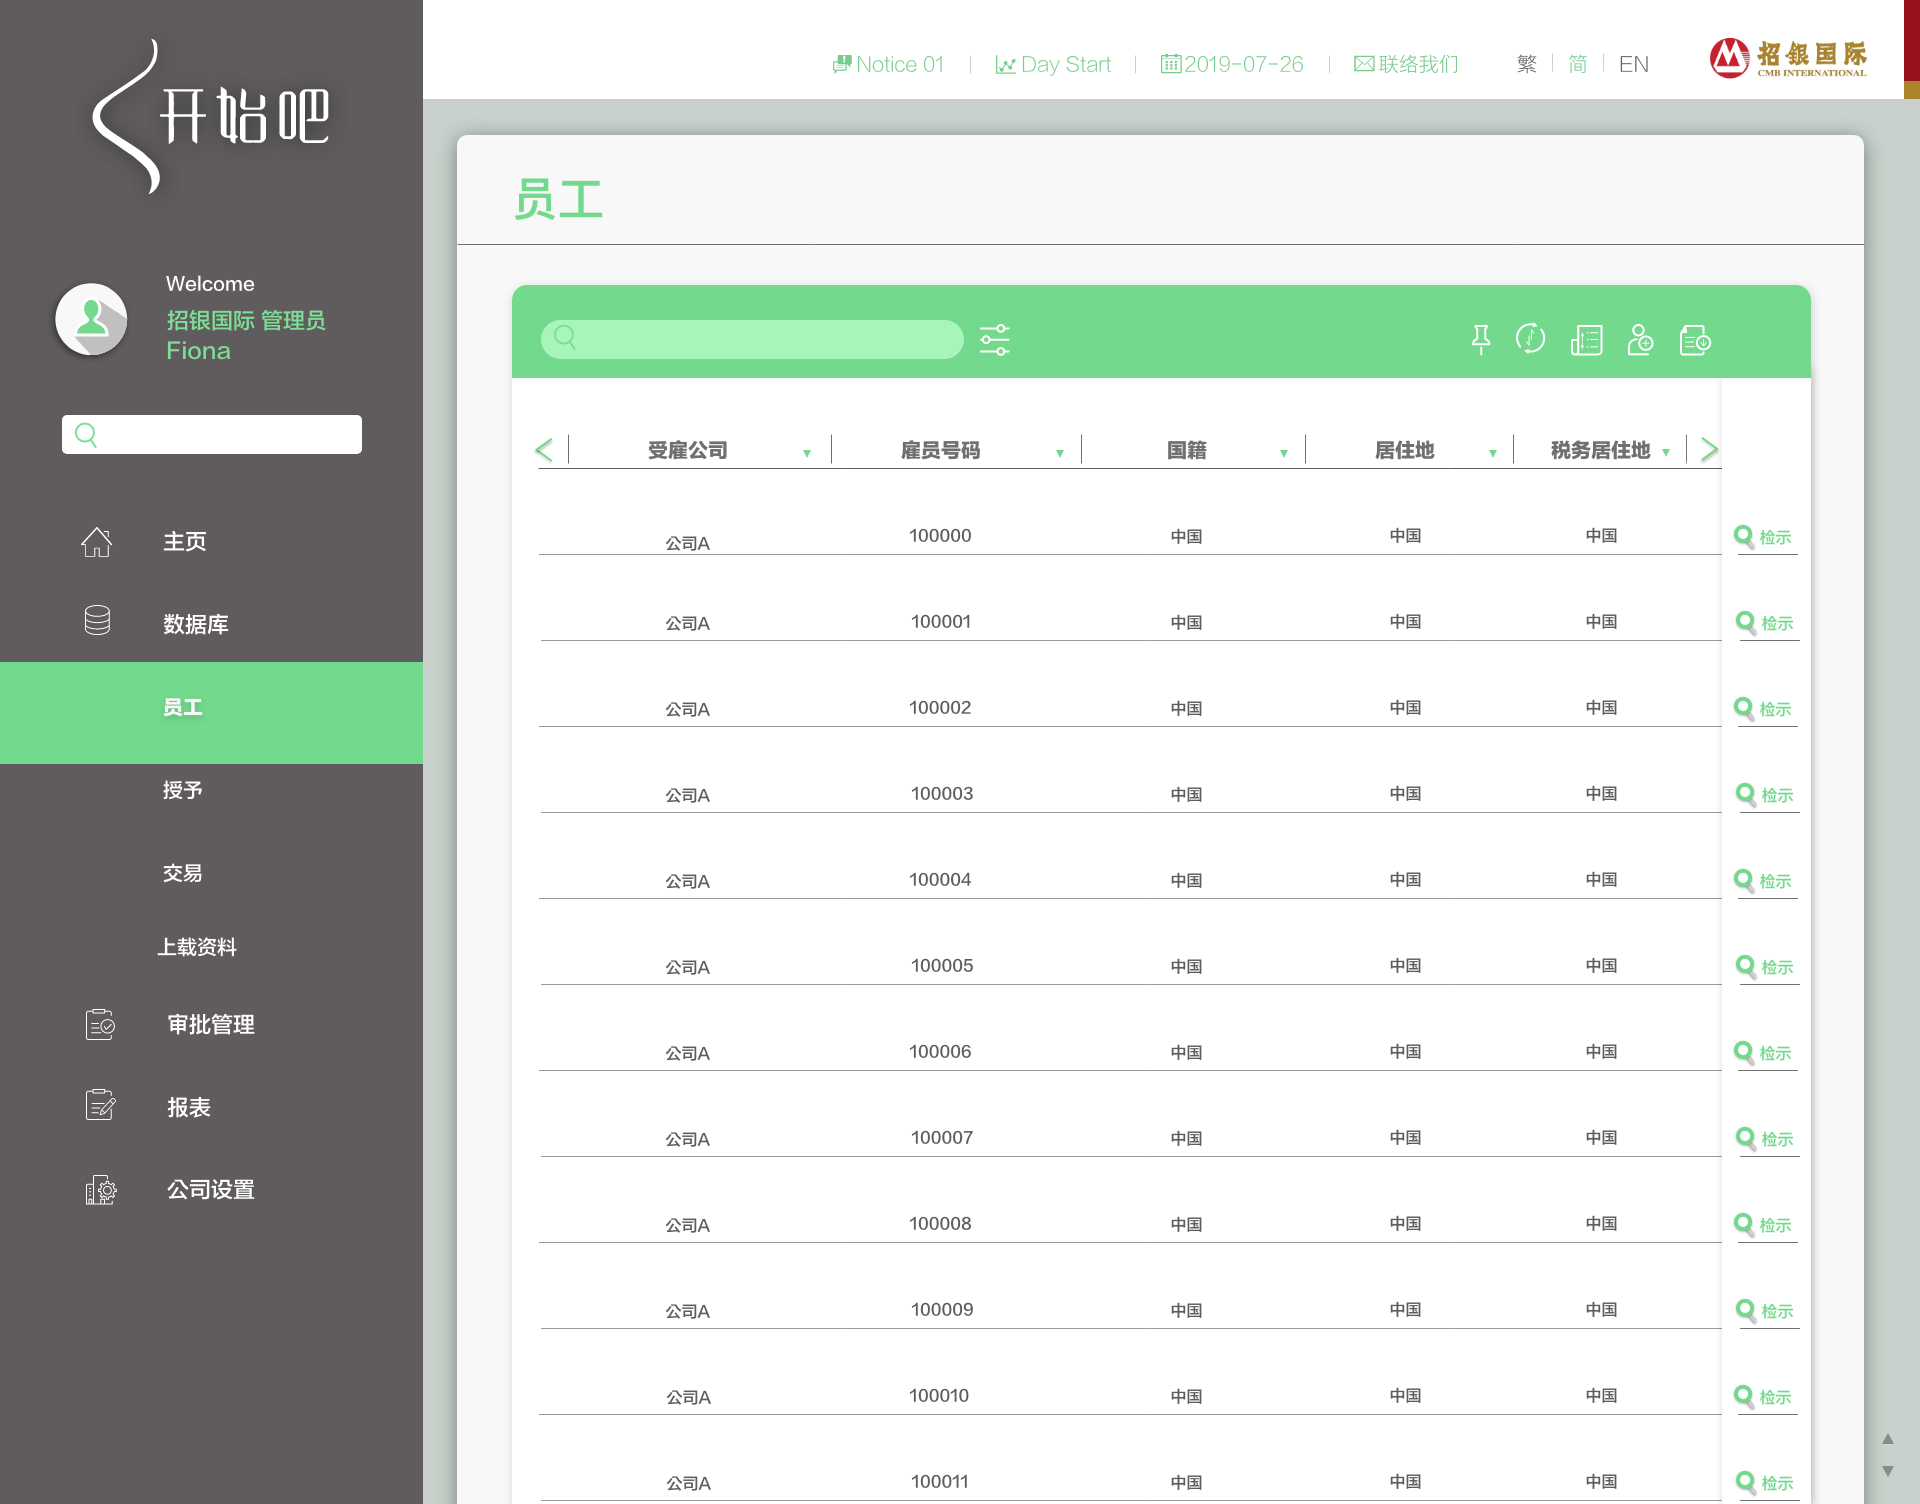 开始吧
Notice 01
Day Start
2019-07-26
联络我们
繁 简 EN
招银国际
CMB INTERNATIONAL
Welcome
招银国际 管理员
Fiona
主页
数据库
员工
授予
交易
上载资料
审批管理
报表
公司设置
员工
受雇公司 雇员号码 国籍 居住地 税务居住地
公司A 100000 中国 中国 中国 检示
公司A 100001 中国 中国 中国 检示
公司A 100002 中国 中国 中国 检示
公司A 100003 中国 中国 中国 检示
公司A 100004 中国 中国 中国 检示
公司A 100005 中国 中国 中国 检示
公司A 100006 中国 中国 中国 检示
公司A 100007 中国 中国 中国 检示
公司A 100008 中国 中国 中国 检示
公司A 100009 中国 中国 中国 检示
公司A 100010 中国 中国 中国 检示
公司A 100011 中国 中国 中国 检示